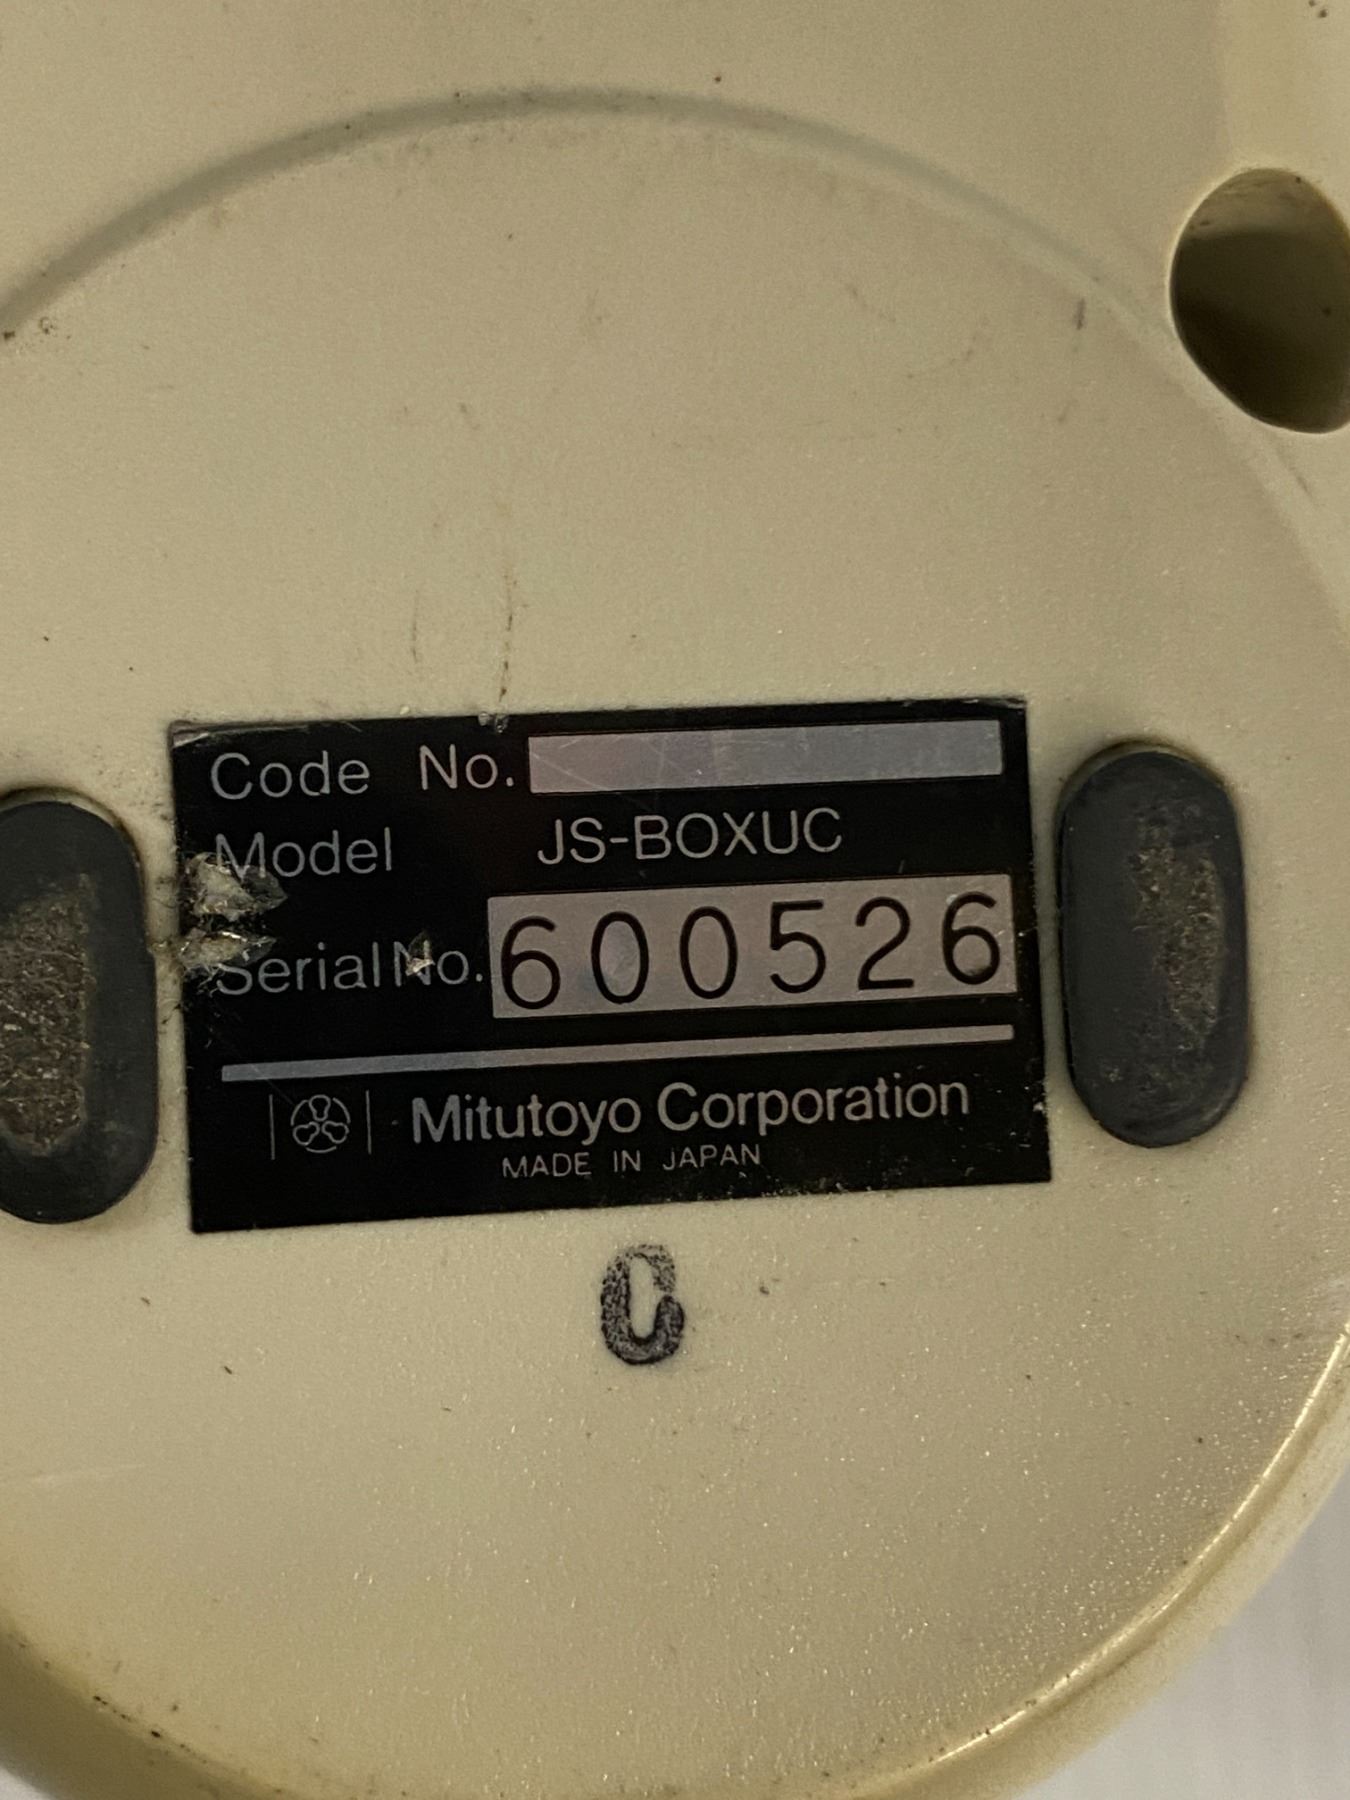 Code No.
Model JS-BOXUC
Serial No. 600526
Mitutoyo Corporation
MADE IN JAPAN
C